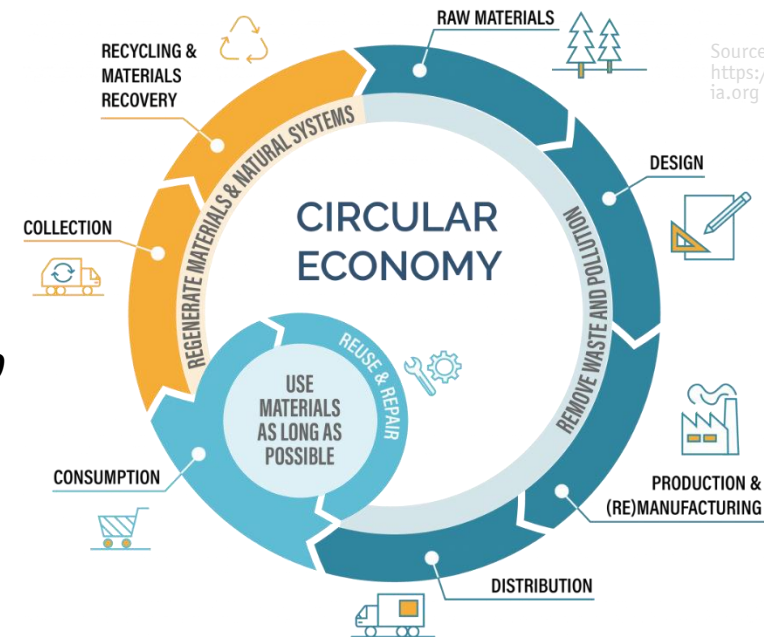 RAW MATERIALS
RECYCLING &
MATERIALS
RECOVERY
Source
https:/
ia.org
DESIGN
COLLECTION
REGENERATE MATERIALS & NATURAL SYSTEMS
CIRCULAR
ECONOMY
REMOVE WASTE AND POLLUTION
REUSE & REPAIR
USE
MATERIALS
AS LONG AS
POSSIBLE
CONSUMPTION
PRODUCTION &
(RE)MANUFACTURING
DISTRIBUTION